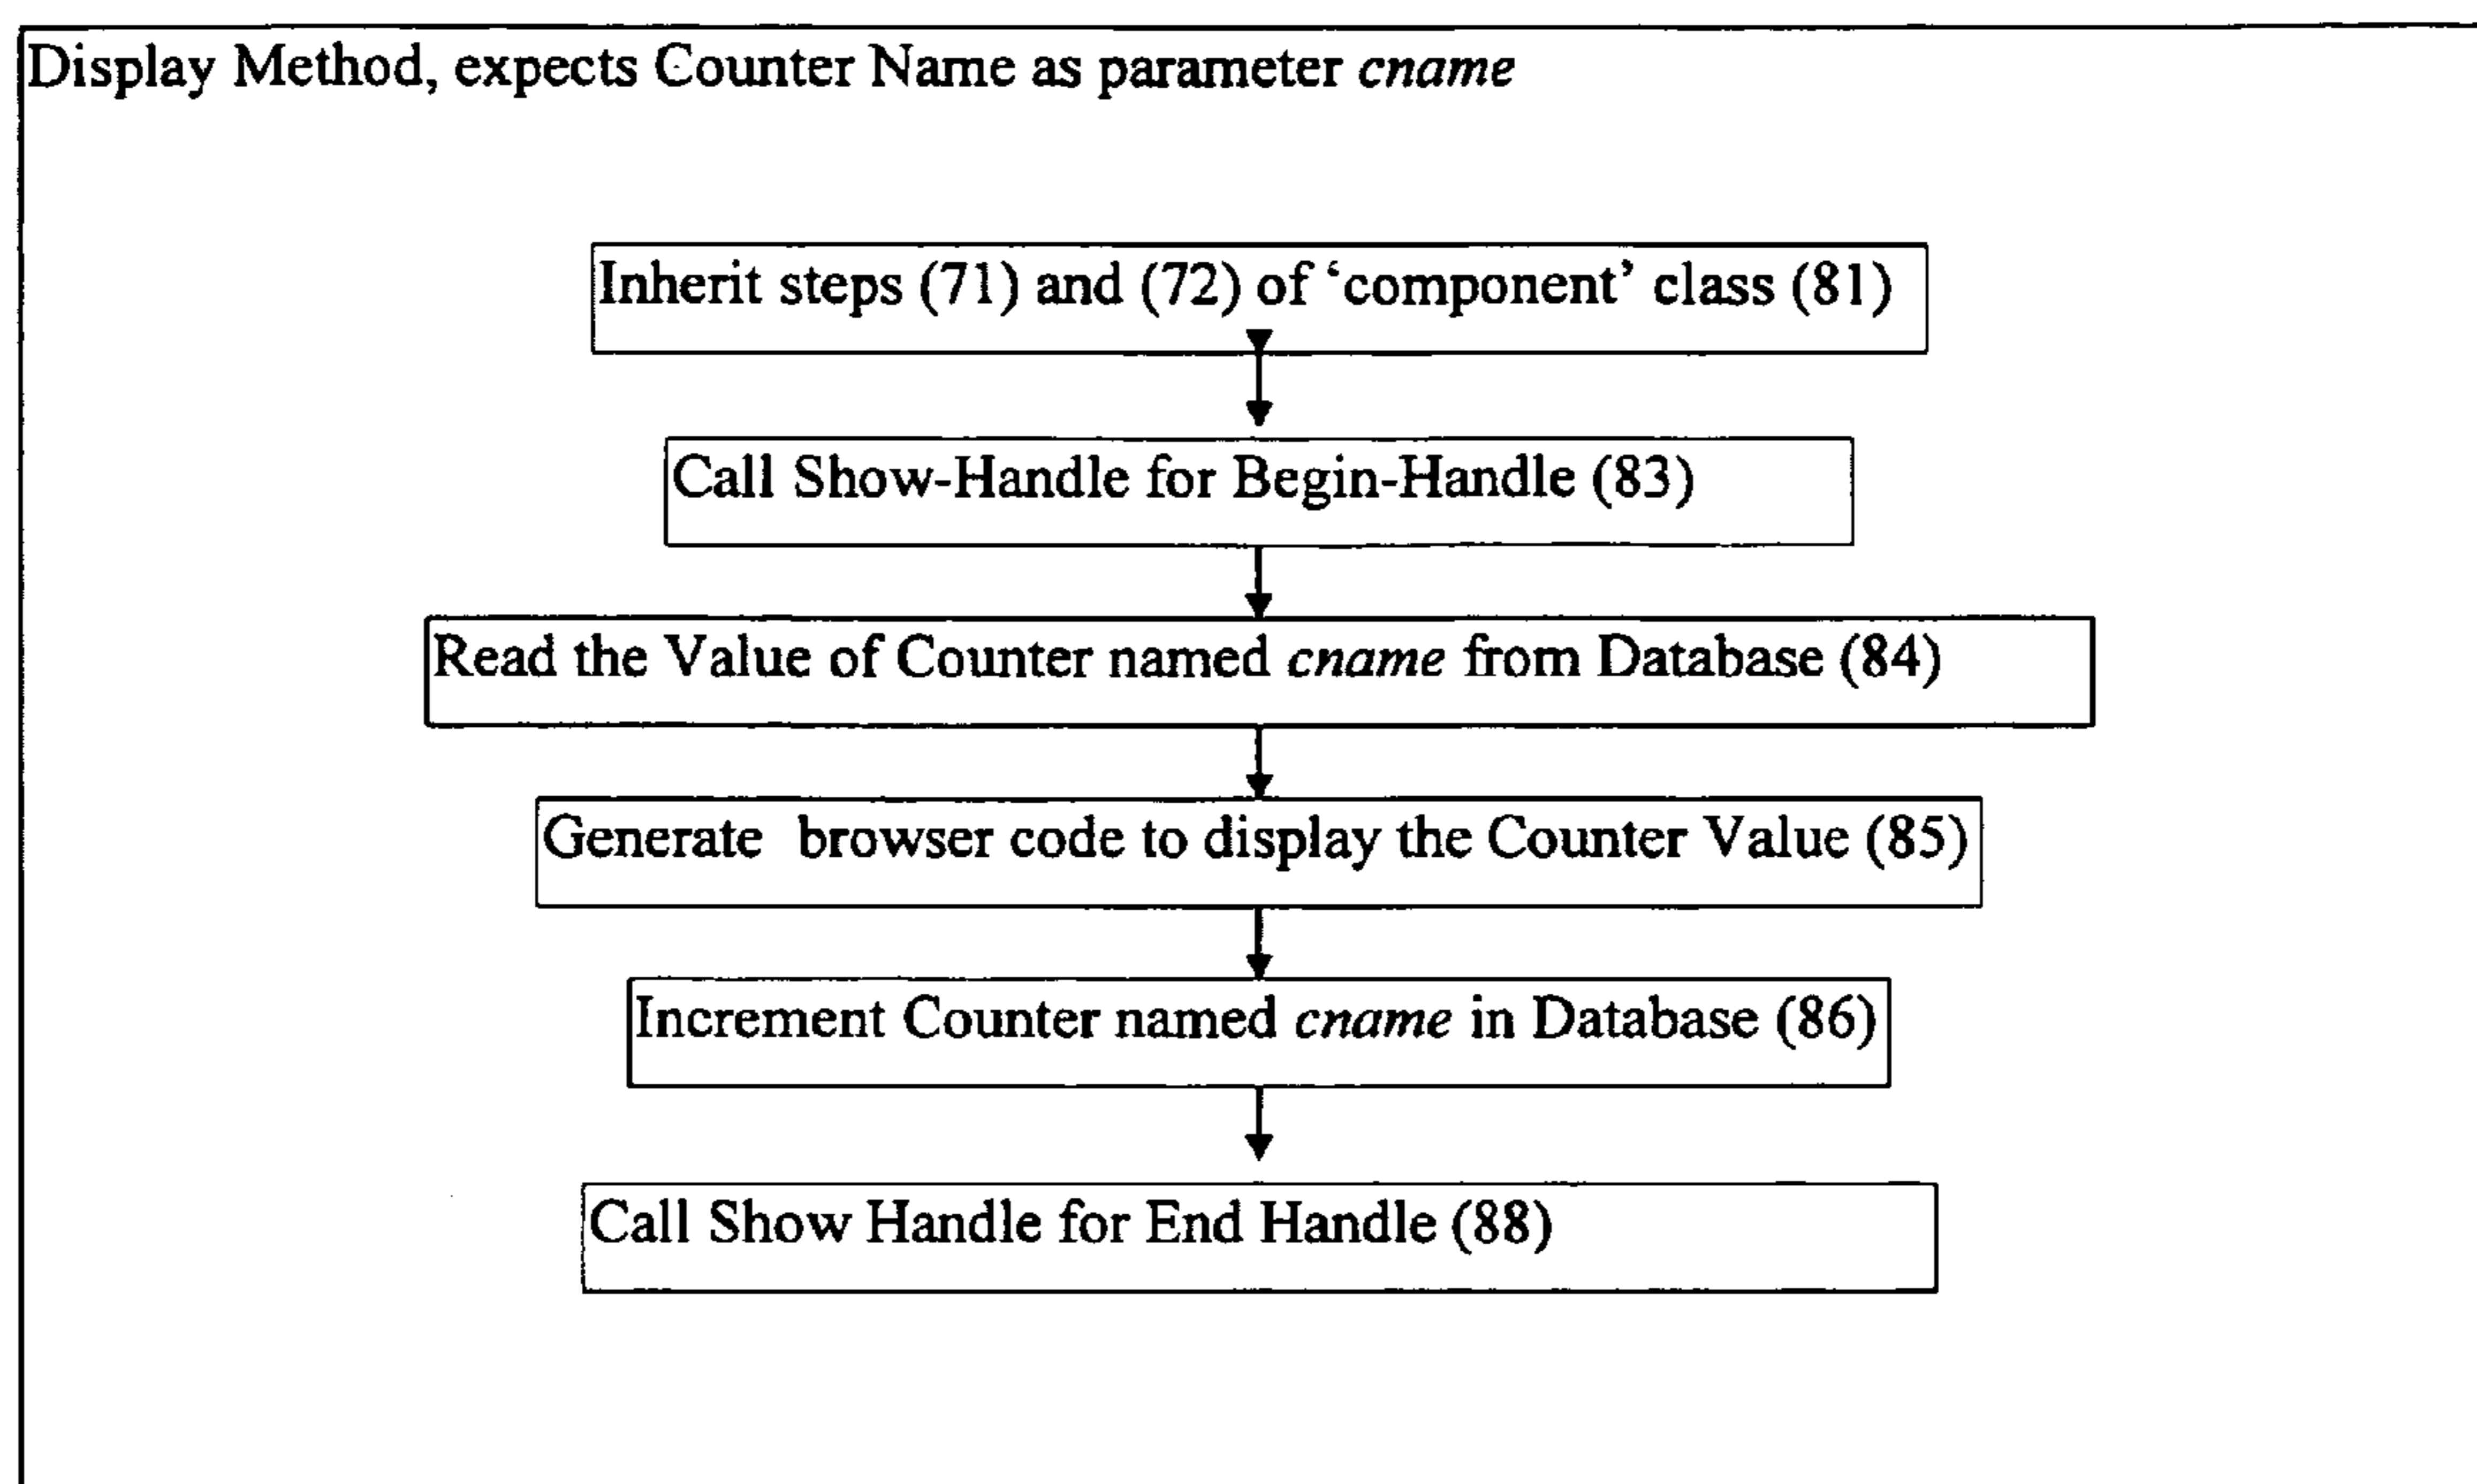 Display Method, expects Counter Name as parameter cname
Inherit steps (71) and (72) of ‘component’ class (81)
Call Show-Handle for Begin-Handle (83)
Read the Value of Counter named cname from Database (84)
Generate browser code to display the Counter Value (85)
Increment Counter named cname in Database (86)
Call Show Handle for End Handle (88)